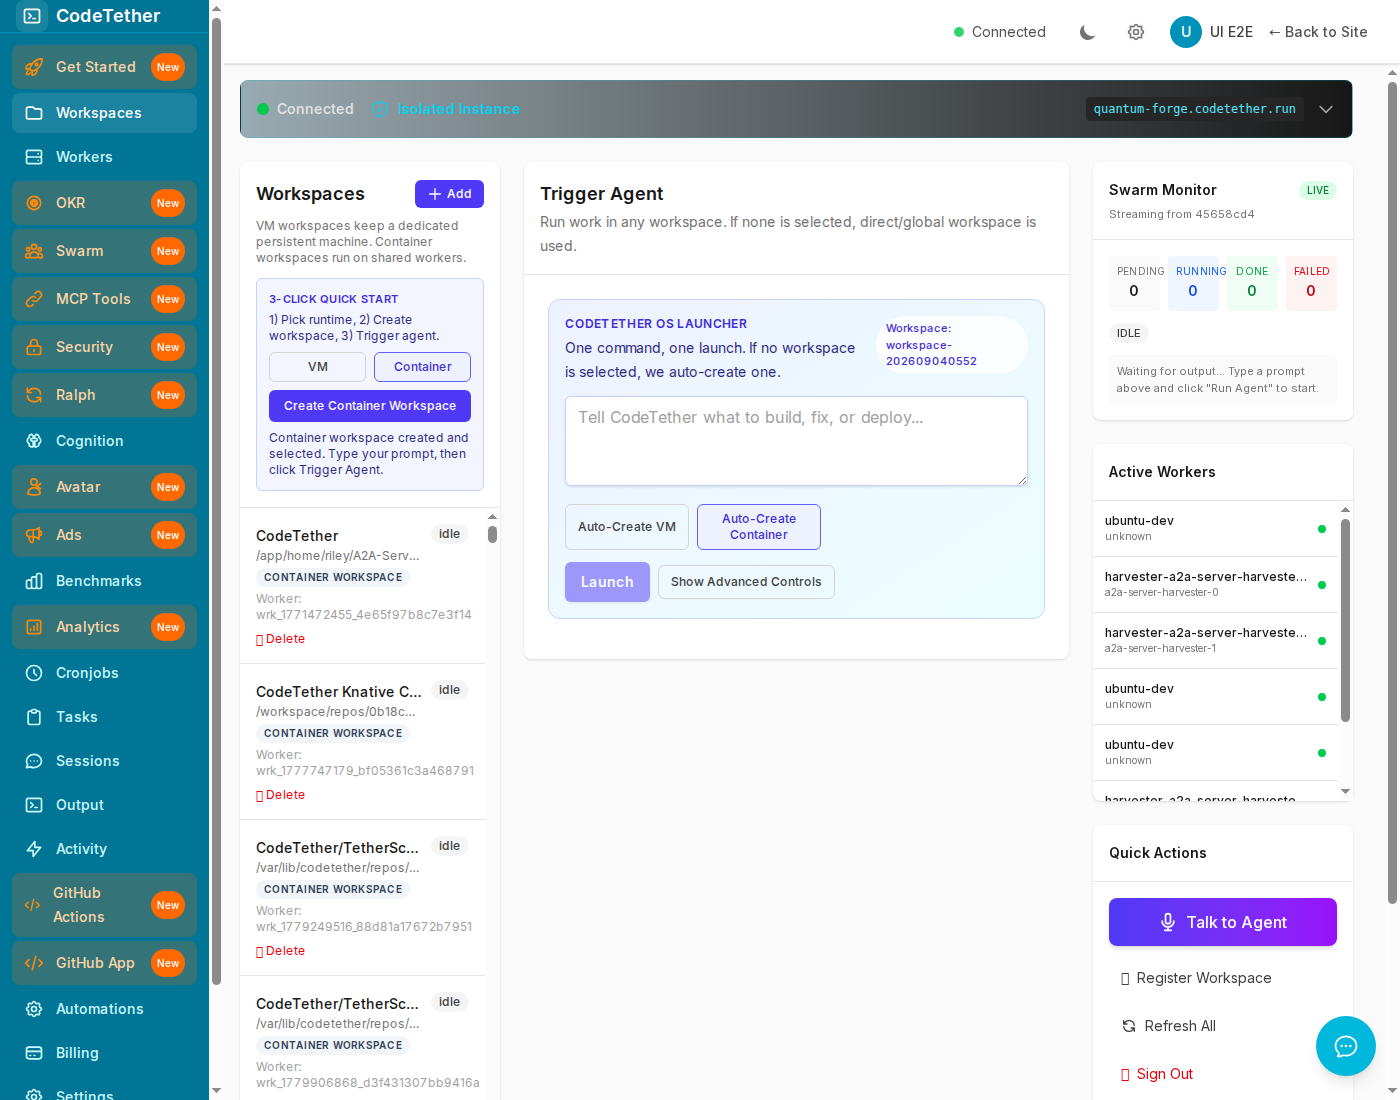 CodeTether
Get Started New
Workspaces
Workers
OKR New
Swarm New
MCP Tools New
Security New
Ralph New
Cognition
Avatar New
Ads New
Benchmarks
Analytics New
Cronjobs
Tasks
Sessions
Output
Activity
GitHub
Actions New
GitHub App New
Automations
Billing
Settings
Connected
U UI E2E
← Back to Site
Connected
Isolated Instance
quantum-forge.codetether.run
Workspaces
Add
VM workspaces keep a dedicated
persistent machine. Container
workspaces run on shared workers.
3-CLICK QUICK START
1) Pick runtime, 2) Create
workspace, 3) Trigger agent.
VM Container
Create Container Workspace
Container workspace created and
selected. Type your prompt, then
click Trigger Agent.
CodeTether idle
/app/home/riley/A2A-Serv...
CONTAINER WORKSPACE
Worker:
wrk_1771472455_4e65f97b8c7e3f14
Delete
CodeTether Knative C... idle
/workspace/repos/0b18c...
CONTAINER WORKSPACE
Worker:
wrk_1777747179_bf05361c3a468791
Delete
CodeTether/TetherSc... idle
/var/lib/codetether/repos/...
CONTAINER WORKSPACE
Worker:
wrk_1779249516_88d81a17672b7951
Delete
CodeTether/TetherSc... idle
/var/lib/codetether/repos/...
CONTAINER WORKSPACE
Worker:
wrk_1779906868_d3f431307bb9416a
Trigger Agent
Run work in any workspace. If none is selected, direct/global workspace is
used.
CODETETHER OS LAUNCHER
One command, one launch. If no workspace
is selected, we auto-create one.
Workspace:
workspace-
202609040552
Tell CodeTether what to build, fix, or deploy...
Auto-Create VM
Auto-Create
Container
Launch
Show Advanced Controls
Swarm Monitor LIVE
Streaming from 45658cd4
PENDING RUNNING DONE FAILED
0 0 0 0
IDLE
Waiting for output... Type a prompt
above and click "Run Agent" to start.
Active Workers
ubuntu-dev
unknown
harvester-a2a-server-harveste...
a2a-server-harvester-0
harvester-a2a-server-harveste...
a2a-server-harvester-1
ubuntu-dev
unknown
ubuntu-dev
unknown
harvester-a2a-server-harveste...
Quick Actions
Talk to Agent
Register Workspace
Refresh All
Sign Out